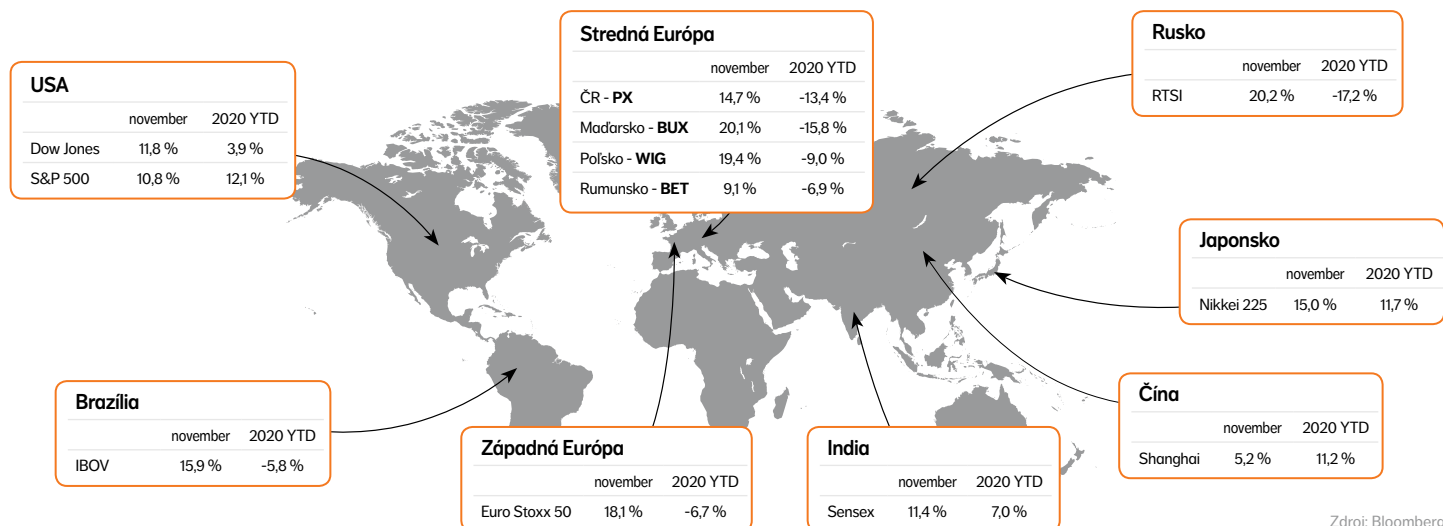 USA
november 2020 YTD
Dow Jones 11,8 % 3,9 %
S&P 500 10,8 % 12,1 %
Stredná Európa
november 2020 YTD
ČR - PX 14,7 % -13,4 %
Maďarsko - BUX 20,1 % -15,8 %
Poľsko - WIG 19,4 % -9,0 %
Rumunsko - BET 9,1 % -6,9 %
Rusko
november 2020 YTD
RTSI 20,2 % -17,2 %
Japonsko
november 2020 YTD
Nikkei 225 15,0 % 11,7 %
Brazília
november 2020 YTD
IBOV 15,9 % -5,8 %
Západná Európa
november 2020 YTD
Euro Stoxx 50 18,1 % -6,7 %
India
november 2020 YTD
Sensex 11,4 % 7,0 %
Čína
november 2020 YTD
Shanghai 5,2 % 11,2 %
Zdroj: Bloomberg